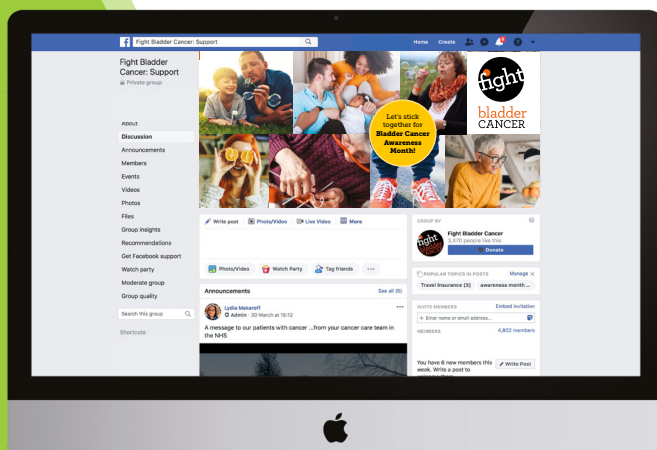 Fight Bladder Cancer: Support
Home Create
Fight Bladder
Cancer: Support
Private group
About
Discussion
Announcements
Members
Events
Videos
Photos
Files
Group insights
Recommendations
Get Facebook support
Watch party
Moderate group
Group quality
Search this group
Shortcuts
Let's stick
together for
Bladder Cancer
Awareness
Month!
fight
bladder
CANCER
Write post Photo/Video Live Video More
Photo/Video Watch Party Tag friends ...
Announcements See all (5)
Lydia Makaroff
Admin · 30 March at 15:12
A message to our patients with cancer ...from your cancer care team in
the NHS
GROUP BY
fight
Fight Bladder Cancer
3,470 people like this
Donate
POPULAR TOPICS IN POSTS Manage
Travel Insurance (3) awareness month ...
INVITE MEMBERS Embed invitation
+ Enter name or email address...
MEMBERS 4,802 members
You have 6 new members this
week. Write a post to
welcome them.
Write Post